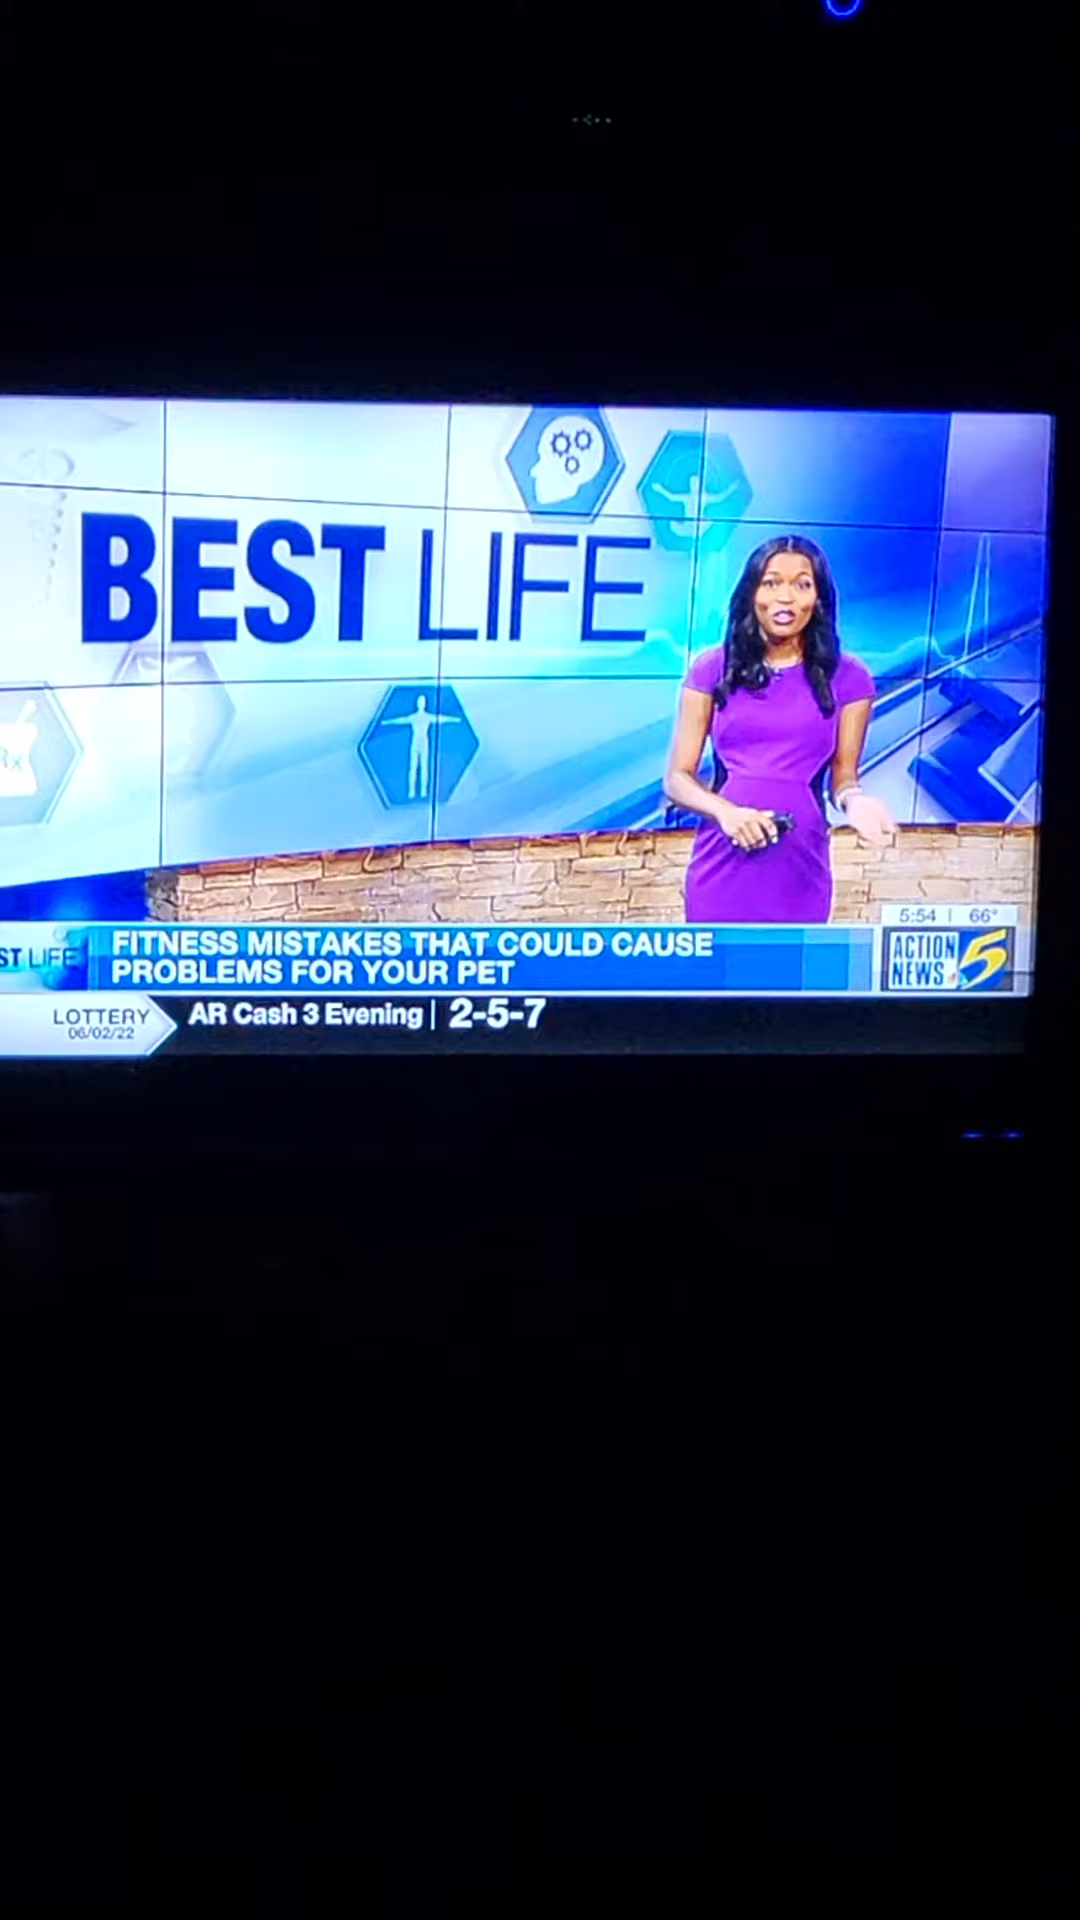 BEST LIFE
Rx
5:54 | 66°
ST LIFE
FITNESS MISTAKES THAT COULD CAUSE
PROBLEMS FOR YOUR PET
ACTION
NEWS 5
LOTTERY
06/02/22
AR Cash 3 Evening | 2-5-7